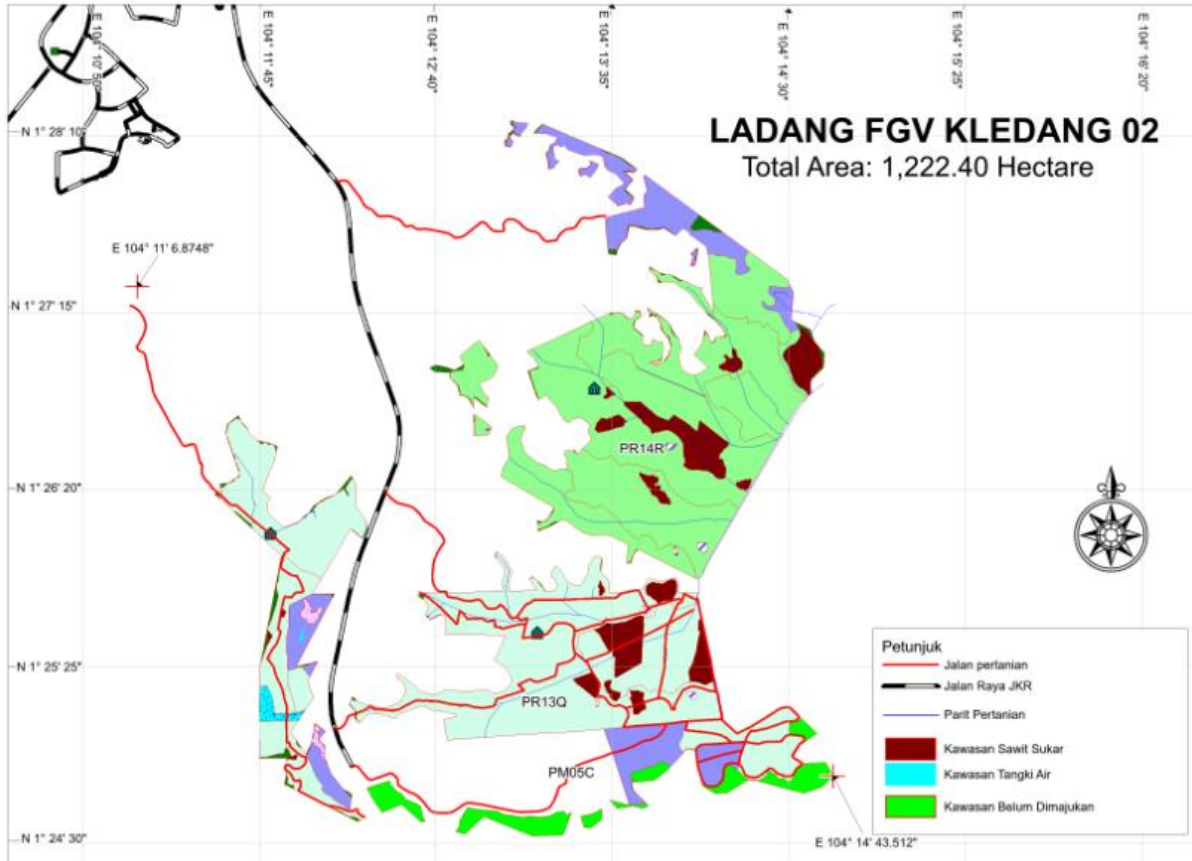 E 104° 10' 50"
E 104° 11' 45"
E 104° 12' 40"
E 104° 13' 35"
E 104° 14' 30"
E 104° 15' 25"
E 104° 16' 20"
N 1° 28' 10"
LADANG FGV KLEDANG 02
Total Area: 1,222.40 Hectare
E 104° 11' 6.8748"
N 1° 27' 15"
PR14R
N 1° 26' 20"
N 1° 25' 25"
PR13Q
PM05C
Petunjuk
Jalan pertanian
Jalan Raya JKR
Parit Pertanian
Kawasan Sawit Sukar
Kawasan Tangki Air
Kawasan Belum Dimajukan
N 1° 24' 30"
E 104° 14' 43.512"